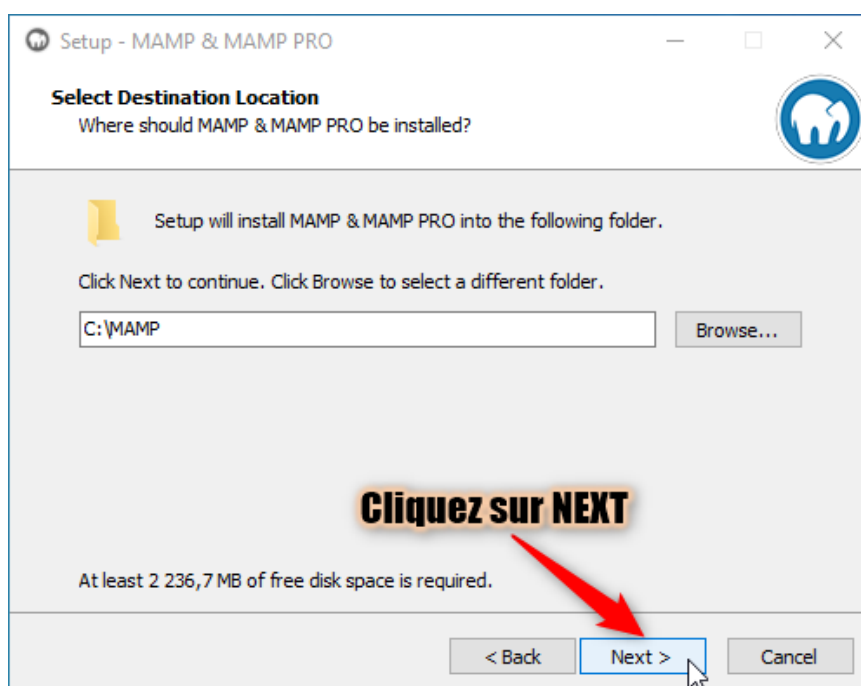 Setup - MAMP & MAMP PRO
Select Destination Location
Where should MAMP & MAMP PRO be installed?
Setup will install MAMP & MAMP PRO into the following folder.
Click Next to continue. Click Browse to select a different folder.
C:\MAMP
Browse...
Cliquez sur NEXT
At least 2 236,7 MB of free disk space is required.
< Back
Next >
Cancel